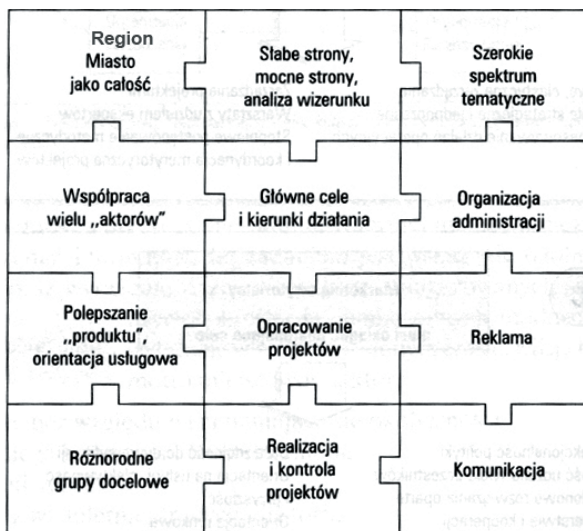 Region
Miasto
jako całość
Słabe strony,
mocne strony,
analiza wizerunku
Szerokie
spektrum
tematyczne
Współpraca
wielu „aktorów”
Główne cele
i kierunki działania
Organizacja
administracji
Polepszanie
„produktu”
orientacja usługowa
Opracowanie
projektów
Reklama
Różne
grupy docelowe
Realizacja
i kontrola
projektów
Komunikacja